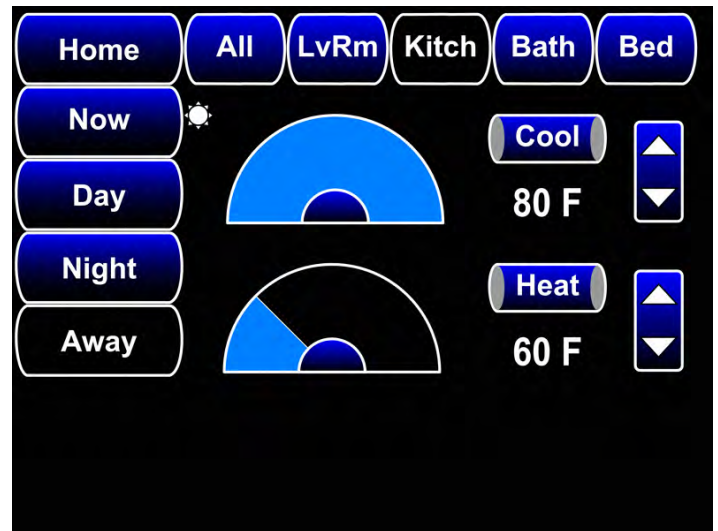 Home
All
LvRm
Kitch
Bath
Bed
Now
Day
Night
Away
Cool
80 F
Heat
60 F